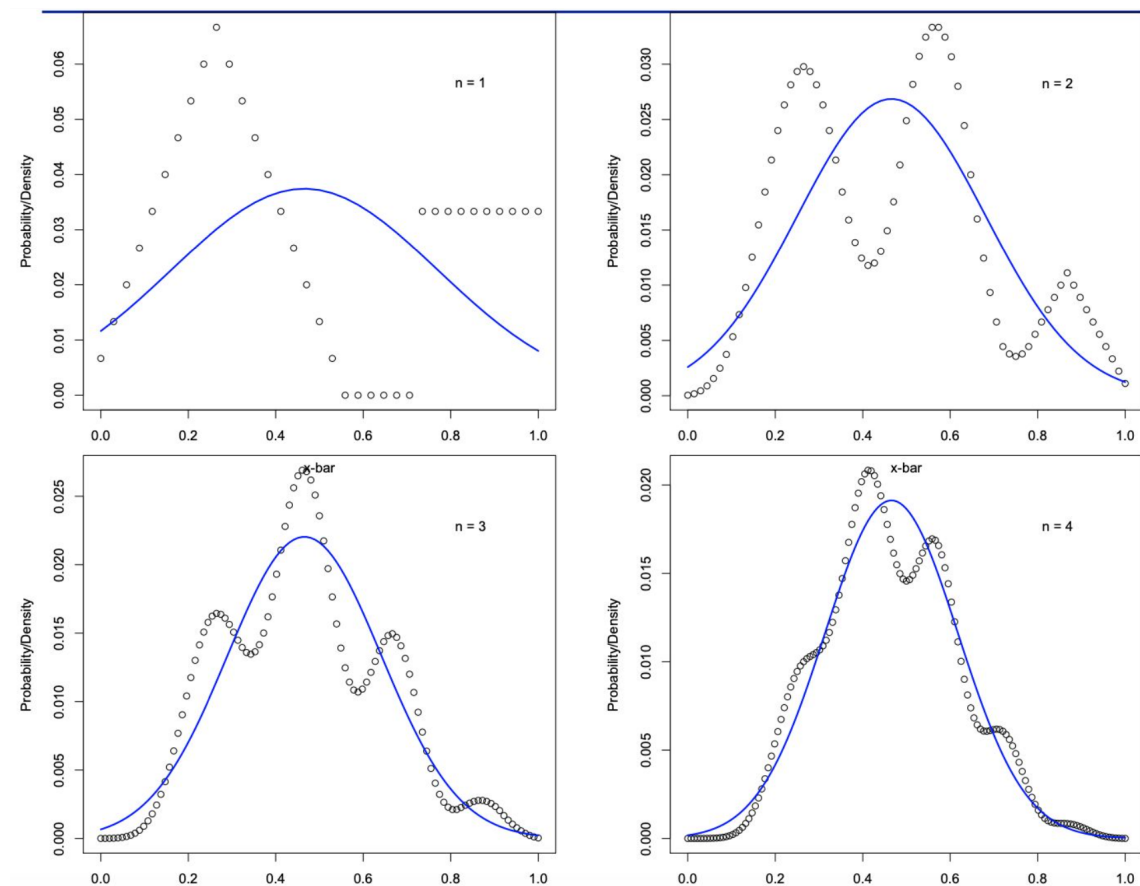 n = 1
Probability/Density
0.00 0.01 0.02 0.03 0.04 0.05 0.06
0.0 0.2 0.4 0.6 0.8 1.0
x-bar
n = 2
Probability/Density
0.000 0.005 0.010 0.015 0.020 0.025 0.030
0.0 0.2 0.4 0.6 0.8 1.0
x-bar
n = 3
Probability/Density
0.000 0.005 0.010 0.015 0.020 0.025
0.0 0.2 0.4 0.6 0.8 1.0
n = 4
Probability/Density
0.000 0.005 0.010 0.015 0.020
0.0 0.2 0.4 0.6 0.8 1.0